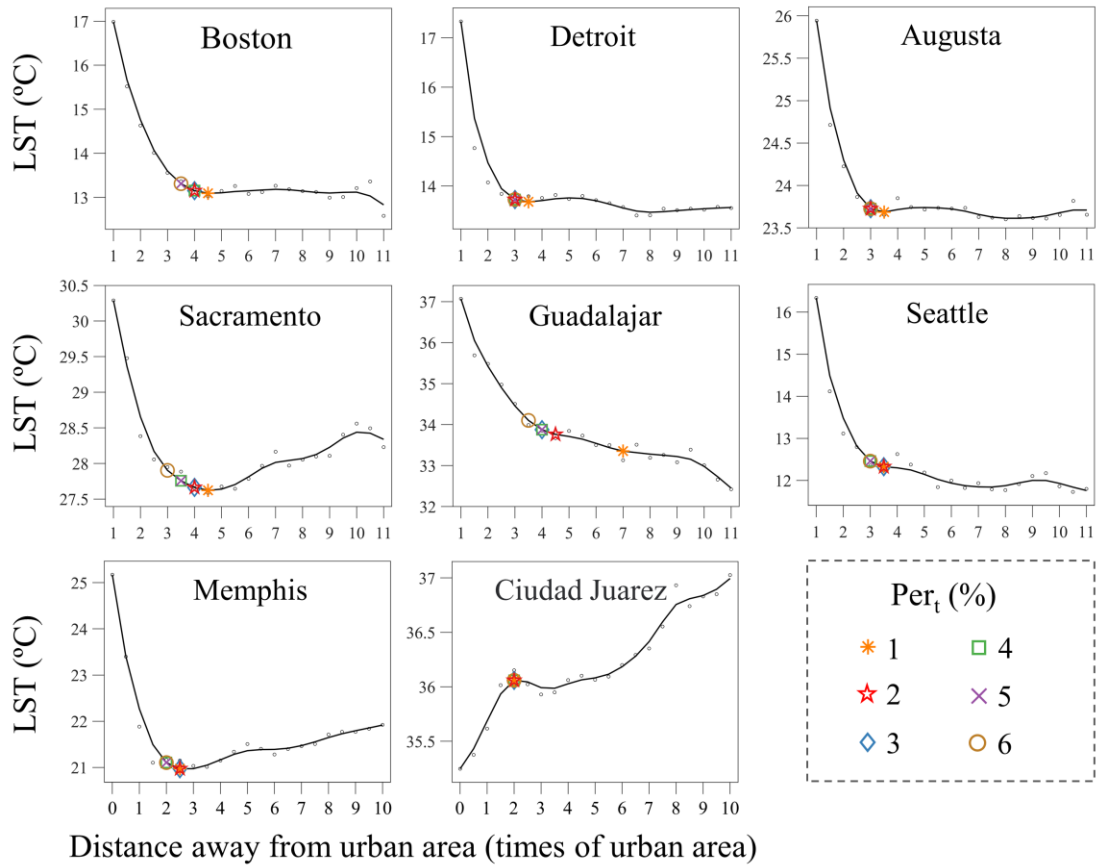 Boston
Detroit
Augusta
LST (ºC)
17
16
15
14
13
1 2 3 4 5 6 7 8 9 10 11
17
16
15
14
1 2 3 4 5 6 7 8 9 10 11
26
25.5
25
24.5
24
23.5
1 2 3 4 5 6 7 8 9 10 11
Sacramento
Guadalajar
Seattle
LST (ºC)
30.5
30
29.5
29
28.5
28
27.5
1 2 3 4 5 6 7 8 9 10 11
37
36
35
34
33
32
1 2 3 4 5 6 7 8 9 10 11
16
15
14
13
12
1 2 3 4 5 6 7 8 9 10 11
Memphis
Ciudad Juarez
LST (ºC)
25
24
23
22
21
0 1 2 3 4 5 6 7 8 9 10
37
36.5
36
35.5
0 1 2 3 4 5 6 7 8 9 10
Per_t (%)
1 4
2 5
3 6
Distance away from urban area (times of urban area)